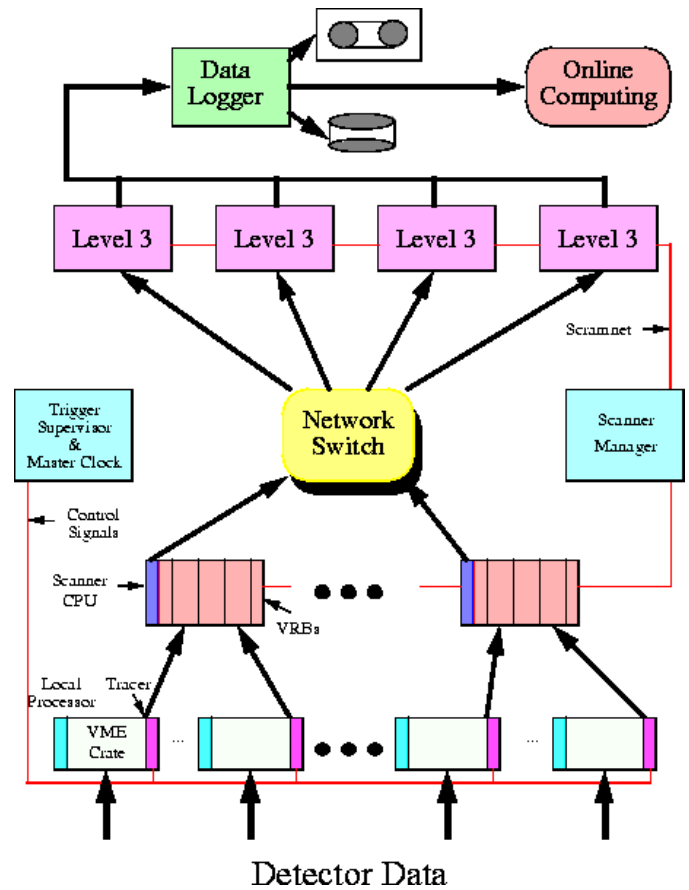 Data
Logger
Online
Computing
Level 3
Level 3
Level 3
Level 3
Scramnet
Trigger
Supervisor
&
Master Clock
Network
Switch
Scanner
Manager
Control
Signals
Scanner
CPU
VRBs
Local
Processor
Tracer
VME
Crate
...
...
Detector Data